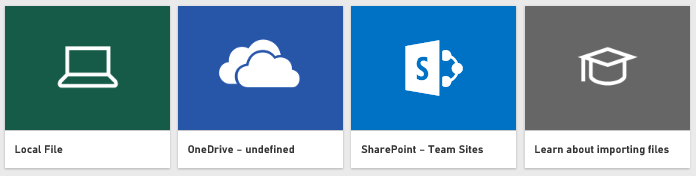 S
Local File
OneDrive – undefined
SharePoint – Team Sites
Learn about importing files